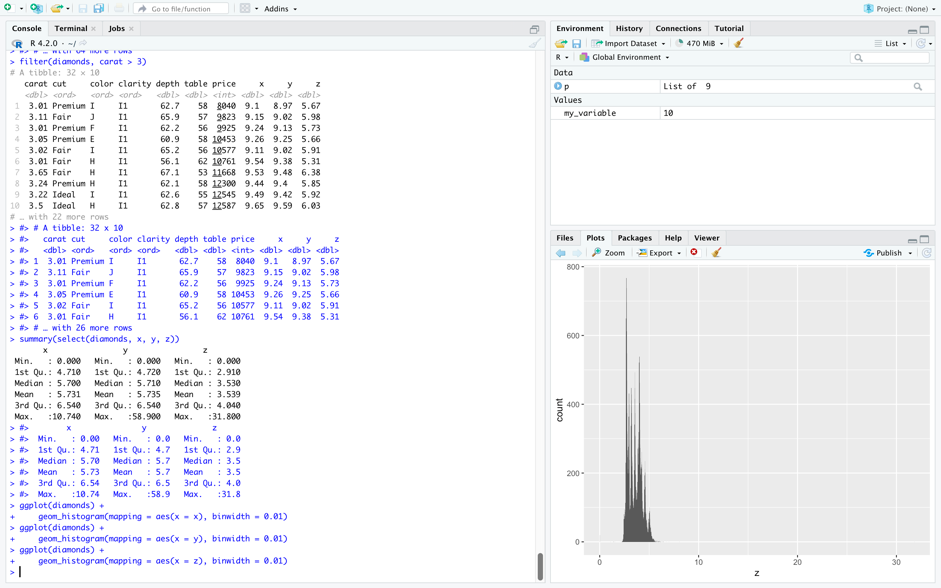 Go to file/function
Addins
Project: (None)
Console Terminal × Jobs ×
R 4.2.0 · ~/
> #> # … with 64 more rows
> filter(diamonds, carat > 3)
# A tibble: 32 × 10
carat cut color clarity depth table price x y z
<dbl> <ord> <ord> <ord> <dbl> <dbl> <int> <dbl> <dbl> <dbl>
1 3.01 Premium I I1 62.7 58 8040 9.1 8.97 5.67
2 3.11 Fair J I1 65.9 57 9823 9.15 9.02 5.98
3 3.01 Premium F I1 62.2 56 9925 9.24 9.13 5.73
4 3.05 Premium E I1 60.9 58 10453 9.26 9.25 5.66
5 3.02 Fair I I1 65.2 56 10577 9.11 9.02 5.91
6 3.01 Fair H I1 56.1 62 10761 9.54 9.38 5.31
7 3.65 Fair H I1 67.1 53 11668 9.53 9.48 6.38
8 3.24 Premium H I1 62.1 58 12300 9.44 9.4 5.85
9 3.22 Ideal I I1 62.6 55 12545 9.49 9.42 5.92
10 3.5 Ideal H I1 62.8 57 12587 9.65 9.59 6.03
# … with 22 more rows
> #> # A tibble: 32 x 10
> #> carat cut color clarity depth table price x y z
> #> <dbl> <ord> <ord> <ord> <dbl> <dbl> <int> <dbl> <dbl> <dbl>
> #> 1 3.01 Premium I I1 62.7 58 8040 9.1 8.97 5.67
> #> 2 3.11 Fair J I1 65.9 57 9823 9.15 9.02 5.98
> #> 3 3.01 Premium F I1 62.2 56 9925 9.24 9.13 5.73
> #> 4 3.05 Premium E I1 60.9 58 10453 9.26 9.25 5.66
> #> 5 3.02 Fair I I1 65.2 56 10577 9.11 9.02 5.91
> #> 6 3.01 Fair H I1 56.1 62 10761 9.54 9.38 5.31
> #> # … with 26 more rows
> summary(select(diamonds, x, y, z))
x y z
Min. : 0.000 Min. : 0.000 Min. : 0.000
1st Qu.: 4.710 1st Qu.: 4.720 1st Qu.: 2.910
Median : 5.700 Median : 5.710 Median : 3.530
Mean : 5.731 Mean : 5.735 Mean : 3.539
3rd Qu.: 6.540 3rd Qu.: 6.540 3rd Qu.: 4.040
Max. :10.740 Max. :58.900 Max. :31.800
> #> x y z
> #> Min. : 0.00 Min. : 0.0 Min. : 0.0
> #> 1st Qu.: 4.71 1st Qu.: 4.7 1st Qu.: 2.9
> #> Median : 5.70 Median : 5.7 Median : 3.5
> #> Mean : 5.73 Mean : 5.7 Mean : 3.5
> #> 3rd Qu.: 6.54 3rd Qu.: 6.5 3rd Qu.: 4.0
> #> Max. :10.74 Max. :58.9 Max. :31.8
> ggplot(diamonds) +
+ geom_histogram(mapping = aes(x = x), binwidth = 0.01)
> ggplot(diamonds) +
+ geom_histogram(mapping = aes(x = y), binwidth = 0.01)
> ggplot(diamonds) +
+ geom_histogram(mapping = aes(x = z), binwidth = 0.01)
>
Environment History Connections Tutorial
Import Dataset 470 MiB List
R Global Environment
Data
p List of 9
Values
my_variable 10
Files Plots Packages Help Viewer
Zoom Export Publish
800
600
400
200
0
count
0 10 20 30
z